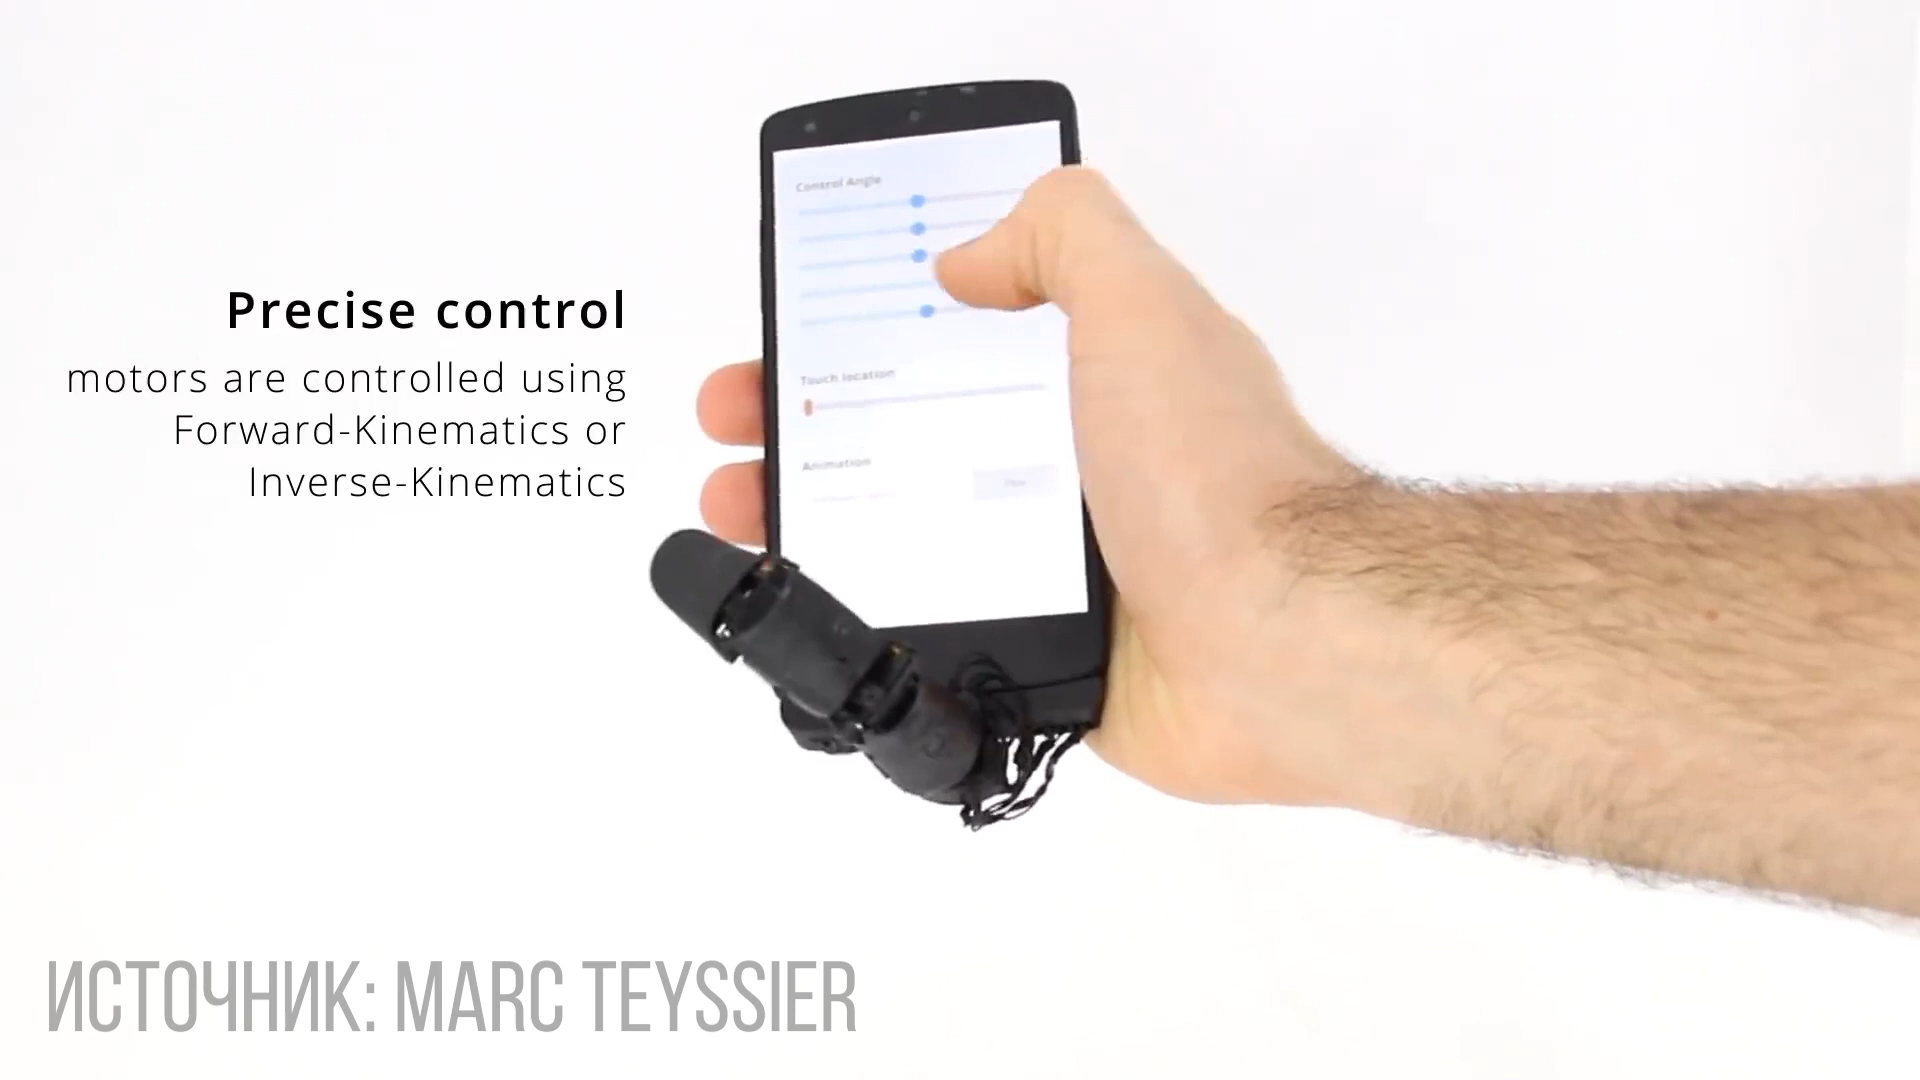 Precise control
motors are controlled using
Forward-Kinematics or
Inverse-Kinematics
Control Angle
Touch location
Animation
ИСТОЧНИК: MARC TEYSSIER